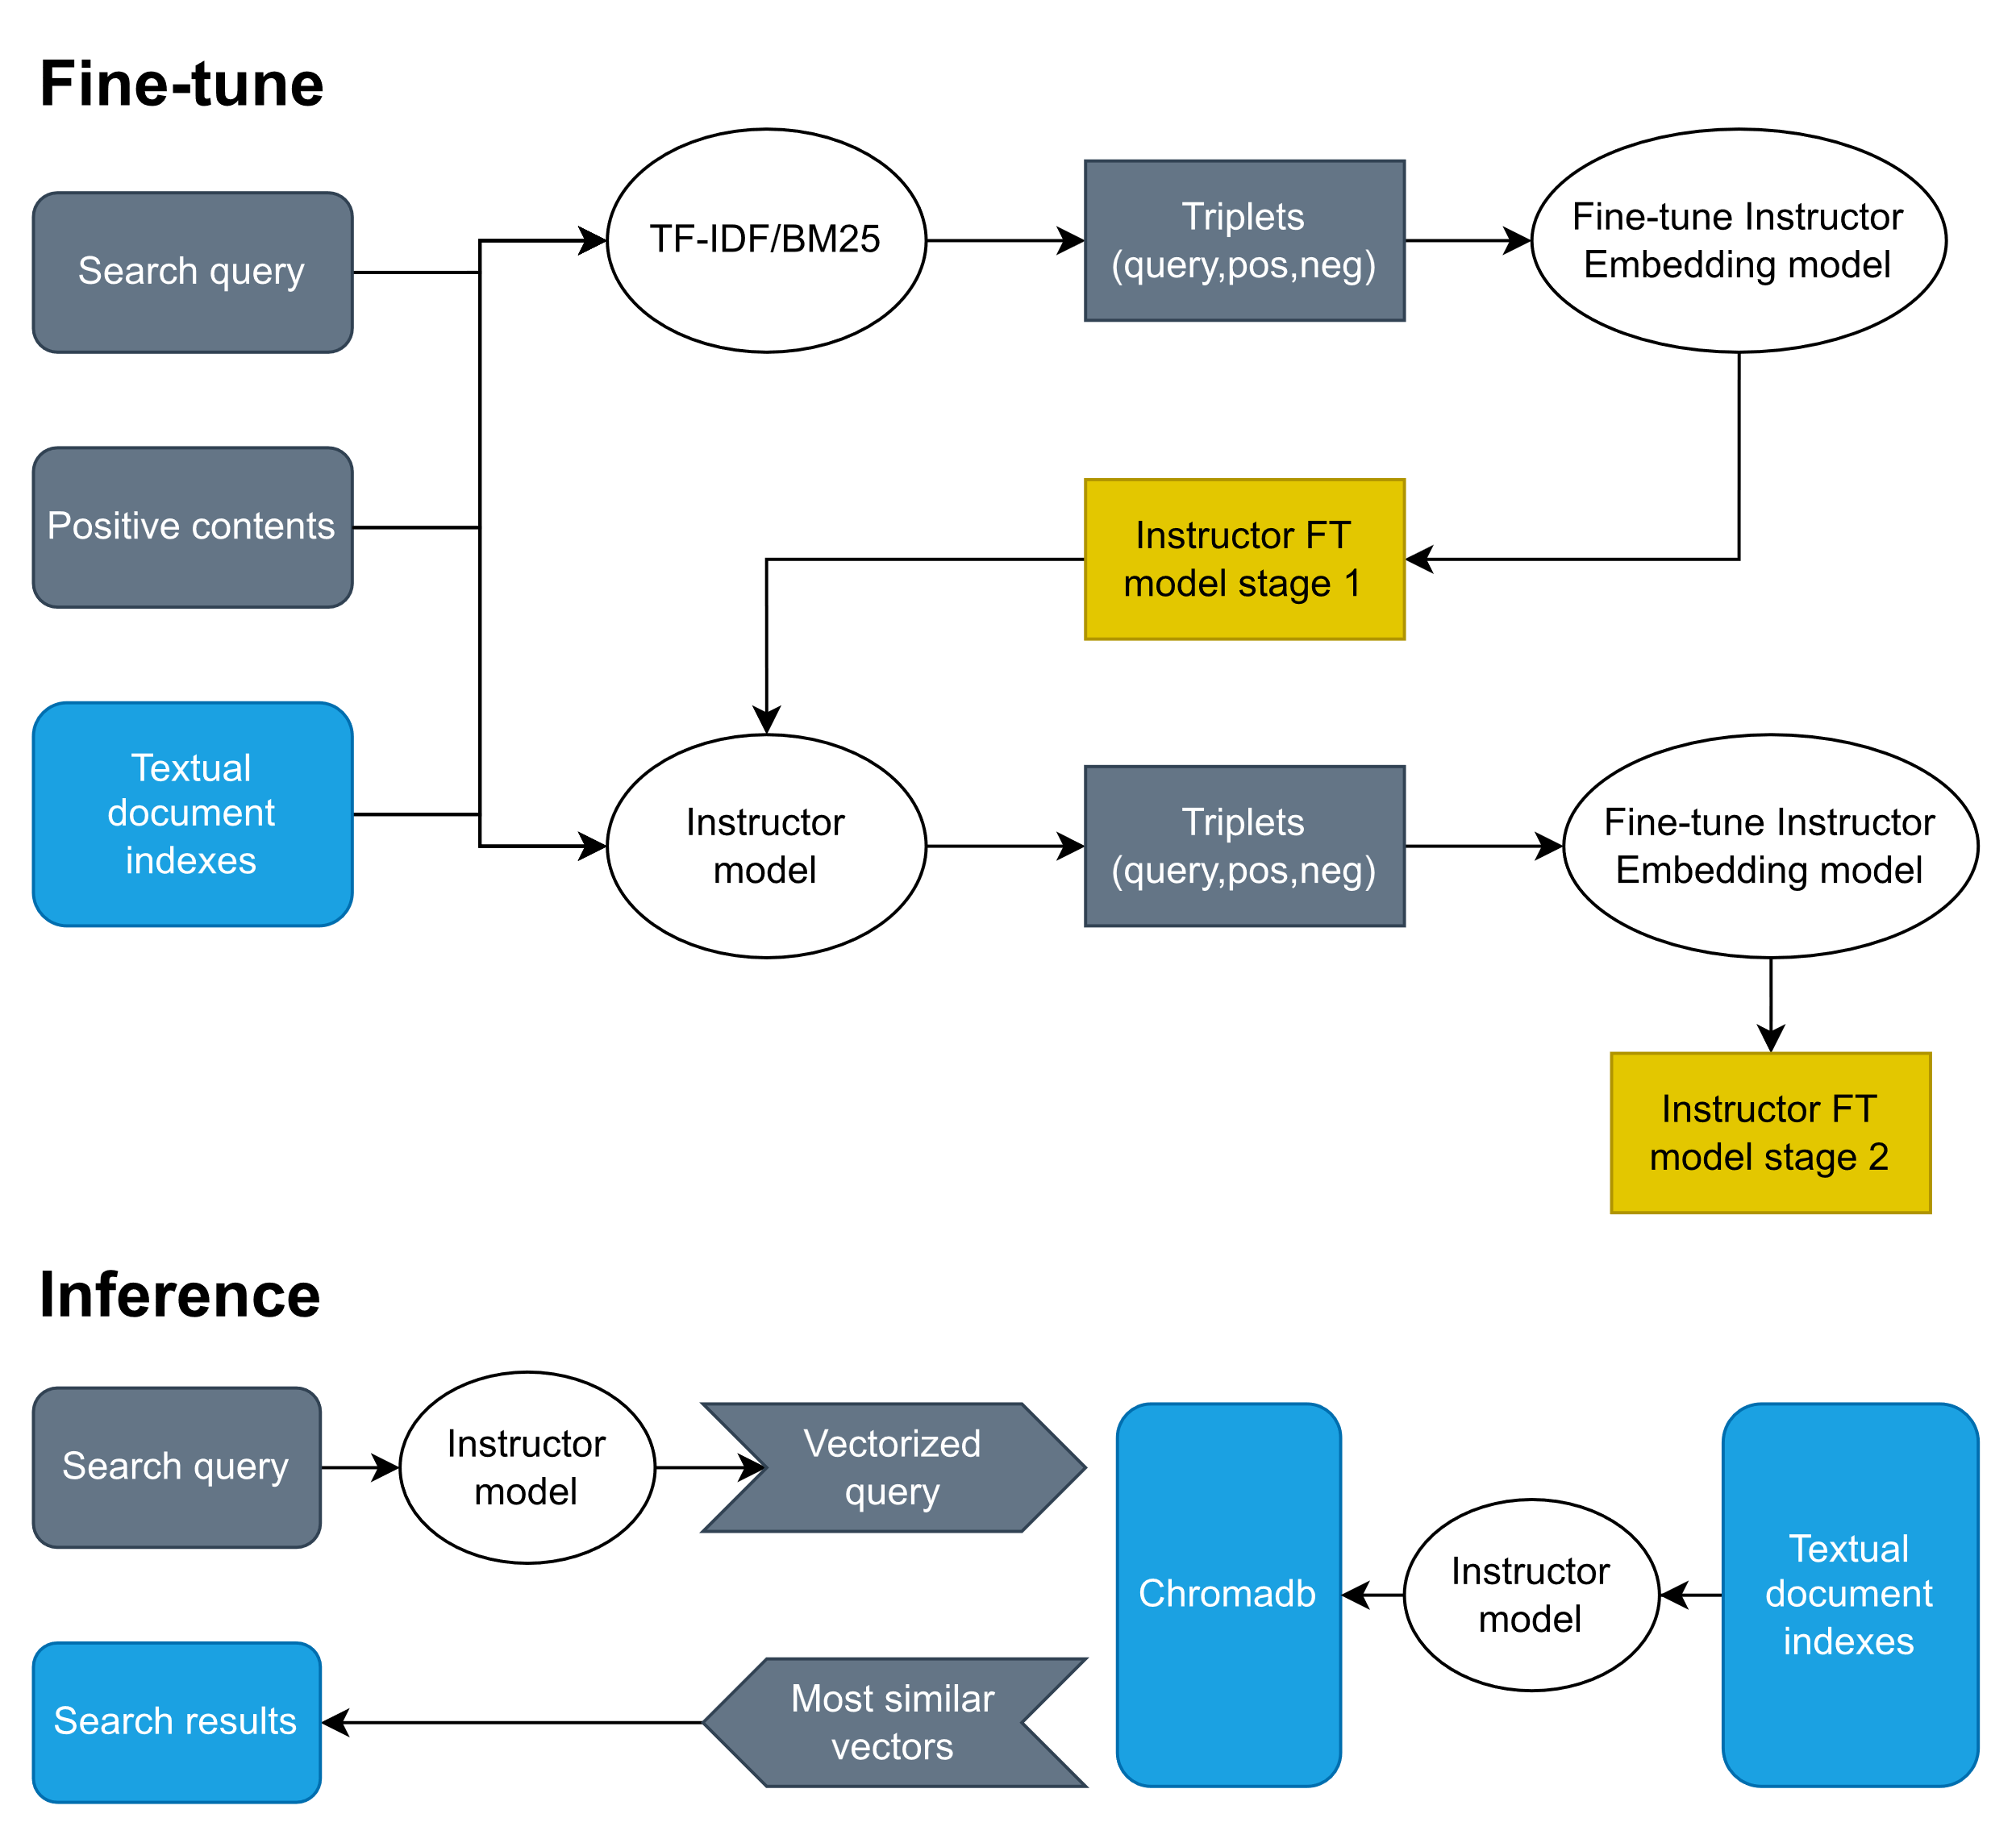 Fine-tune
Search query
TF-IDF/BM25
Triplets
(query,pos,neg)
Fine-tune Instructor
Embedding model
Positive contents
Instructor FT
model stage 1
Textual
document
indexes
Instructor
model
Triplets
(query,pos,neg)
Fine-tune Instructor
Embedding model
Instructor FT
model stage 2
Inference
Search query
Instructor
model
Vectorized
query
Chromadb
Instructor
model
Textual
document
indexes
Search results
Most similar
vectors